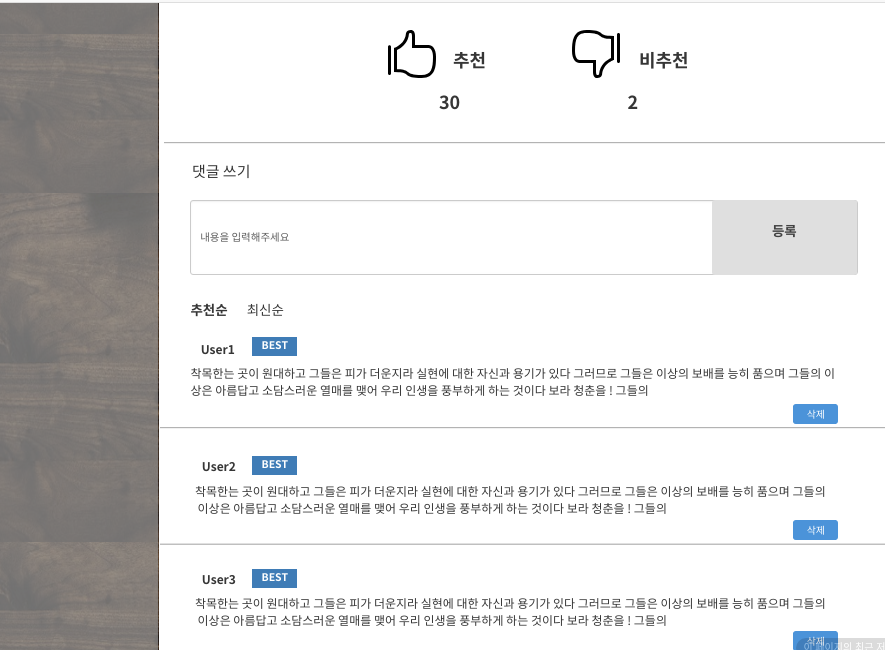 추천
비추천
30
2
댓글 쓰기
내용을 입력해주세요
등록
추천순
최신순
User1
BEST
착목한는 곳이 원대하고 그들은 피가 더운지라 실현에 대한 자신과 용기가 있다 그러므로 그들은 이상의 보배를 능히 품으며 그들의 이
상은 아름답고 소담스러운 열매를 맺어 우리 인생을 풍부하게 하는 것이다 보라 청춘을 ! 그들의
삭제
User2
BEST
착목한는 곳이 원대하고 그들은 피가 더운지라 실현에 대한 자신과 용기가 있다 그러므로 그들은 이상의 보배를 능히 품으며 그들의
이상은 아름답고 소담스러운 열매를 맺어 우리 인생을 풍부하게 하는 것이다 보라 청춘을 ! 그들의
삭제
User3
BEST
착목한는 곳이 원대하고 그들은 피가 더운지라 실현에 대한 자신과 용기가 있다 그러므로 그들은 이상의 보배를 능히 품으며 그들의
이상은 아름답고 소담스러운 열매를 맺어 우리 인생을 풍부하게 하는 것이다 보라 청춘을 ! 그들의
삭제